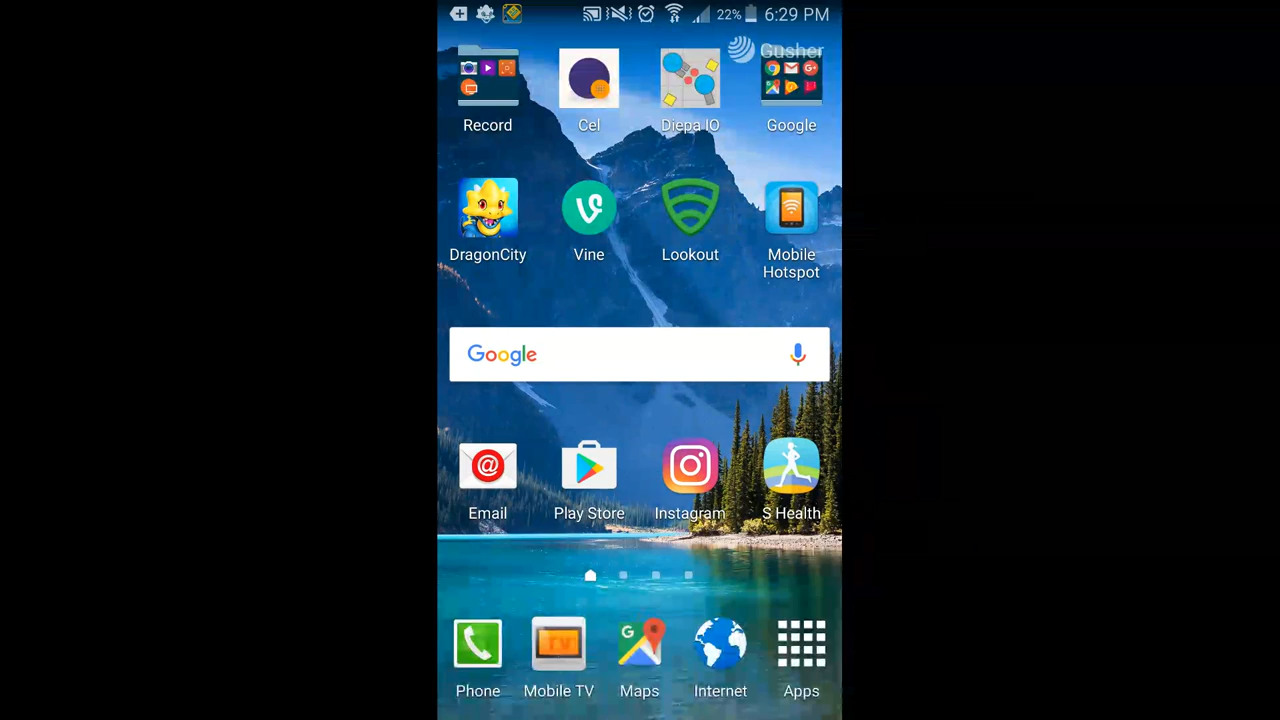 22% 6:29 PM
Gusher
Record
Cel
Diepa IO
Google
DragonCity
Vine
Lookout
Mobile
Hotspot
Google
@
Email
Play Store
Instagram
S Health
TV
G
Phone
Mobile TV
Maps
Internet
Apps